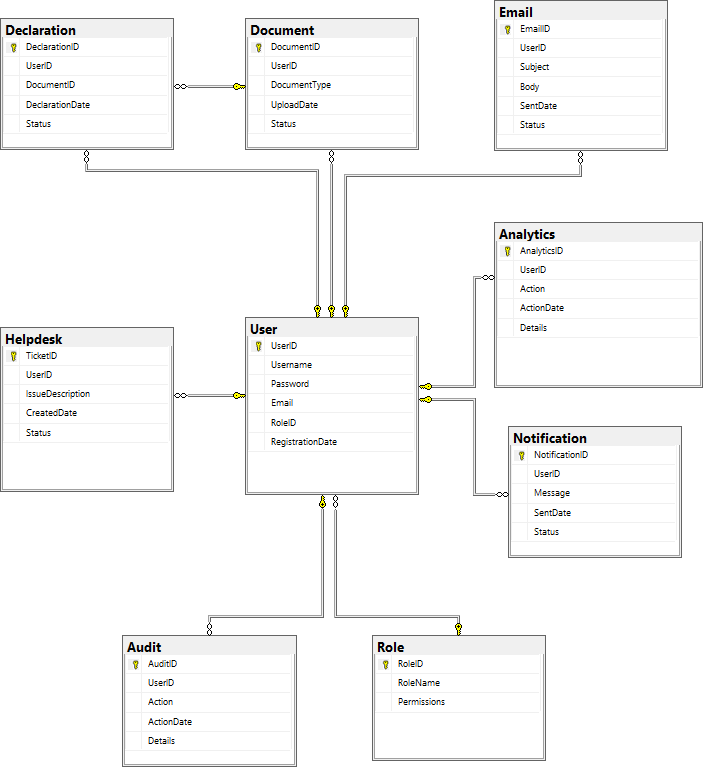 Declaration
DeclarationID
UserID
DocumentID
DeclarationDate
Status
Document
DocumentID
UserID
DocumentType
UploadDate
Status
Email
EmailID
UserID
Subject
Body
SentDate
Status
Analytics
AnalyticsID
UserID
Action
ActionDate
Details
Helpdesk
TicketID
UserID
IssueDescription
CreatedDate
Status
User
UserID
Username
Password
Email
RoleID
RegistrationDate
Notification
NotificationID
UserID
Message
SentDate
Status
Audit
AuditID
UserID
Action
ActionDate
Details
Role
RoleID
RoleName
Permissions